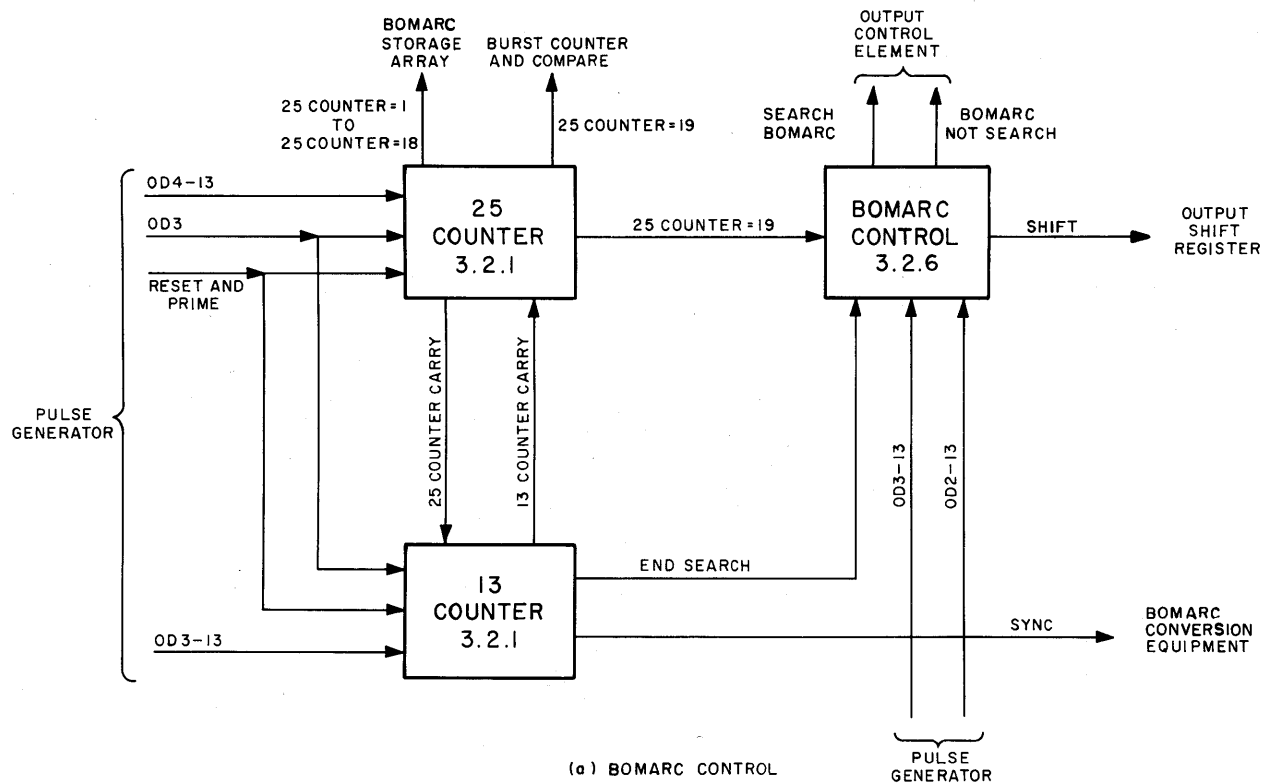 BOMARC
STORAGE
ARRAY
BURST COUNTER
AND COMPARE
OUTPUT
CONTROL
ELEMENT
25 COUNTER=1
TO
25 COUNTER=18
25 COUNTER=19
SEARCH
BOMARC
BOMARC
NOT SEARCH
OD4-13
OD3
RESET AND
PRIME
25
COUNTER
3.2.1
25 COUNTER=19
BOMARC
CONTROL
3.2.6
SHIFT
OUTPUT
SHIFT
REGISTER
PULSE
GENERATOR
25 COUNTER CARRY
13 COUNTER CARRY
OD3-13
OD2-13
13
COUNTER
3.2.1
END SEARCH
SYNC
BOMARC
CONVERSION
EQUIPMENT
OD3-13
PULSE
GENERATOR
(a) BOMARC CONTROL